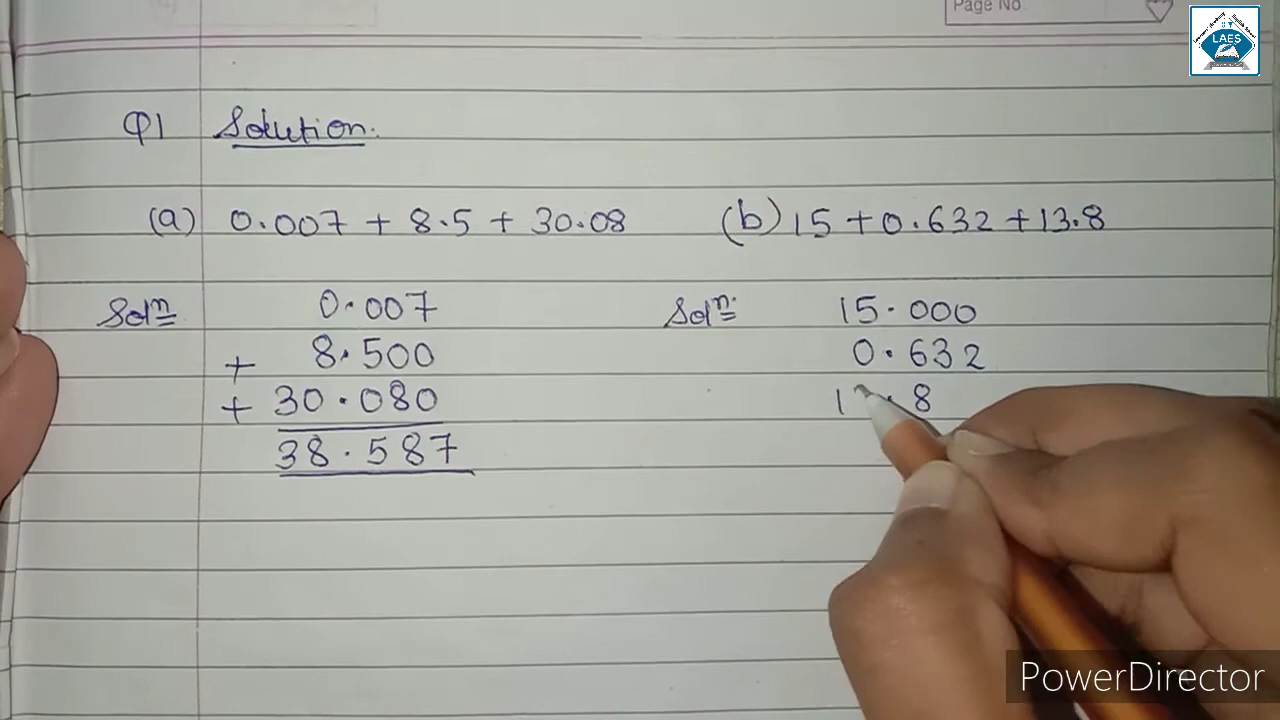 Page No.
LAES
Q1 Solution.
(a) 0.007 + 8.5 + 30.08 (b) 15 + 0.632 + 13.8
Solⁿ 0.007 Solⁿ 15.000
+ 8.500 0.632
+ 30.080 .8
38.587
PowerDirector